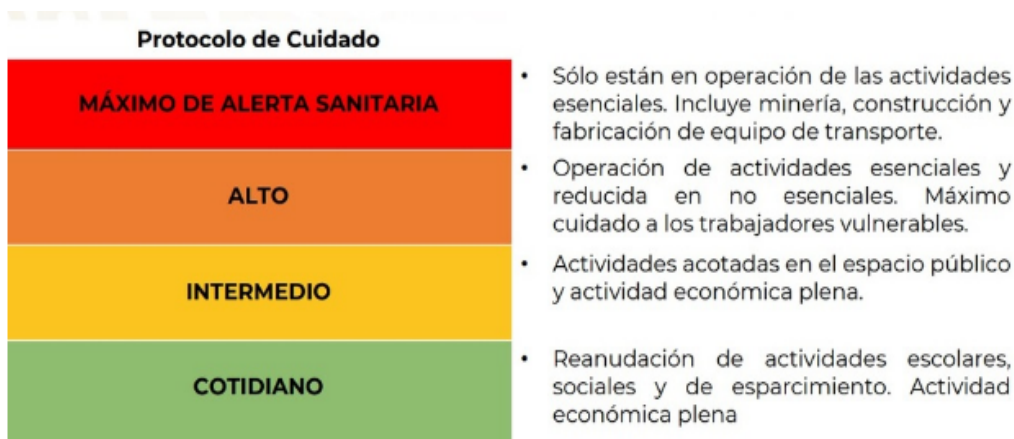 Protocolo de Cuidado
MÁXIMO DE ALERTA SANITARIA
• Sólo están en operación de las actividades
esenciales. Incluye minería, construcción y
fabricación de equipo de transporte.
ALTO
• Operación de actividades esenciales y
reducida en no esenciales. Máximo
cuidado a los trabajadores vulnerables.
INTERMEDIO
• Actividades acotadas en el espacio público
y actividad económica plena.
COTIDIANO
• Reanudación de actividades escolares,
sociales y de esparcimiento. Actividad
económica plena